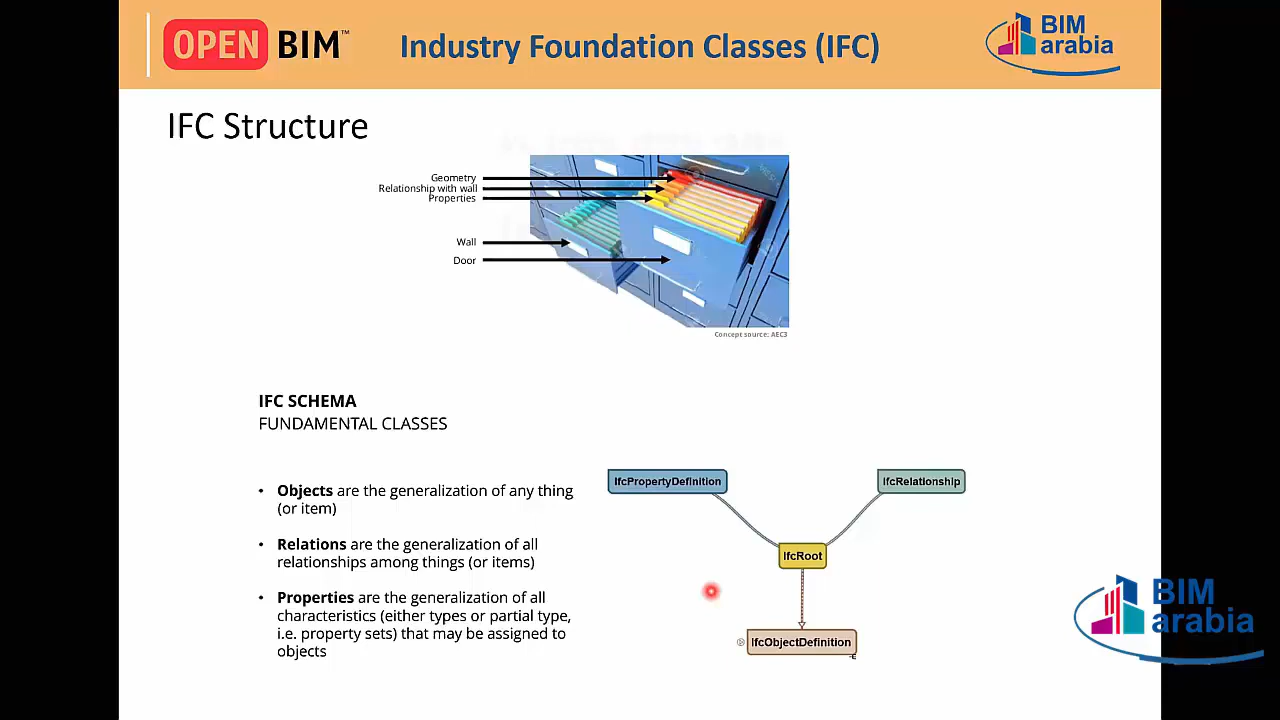 OPEN BIM™
Industry Foundation Classes (IFC)
BIM
arabia
IFC Structure
Geometry
Relationship with wall
Properties
Wall
Door
Concept source: AEC3
IFC SCHEMA
FUNDAMENTAL CLASSES
• Objects are the generalization of any thing
(or item)
• Relations are the generalization of all
relationships among things (or items)
• Properties are the generalization of all
characteristics (either types or partial type,
i.e. property sets) that may be assigned to
objects
IfcPropertyDefinition
IfcRelationship
IfcRoot
IfcObjectDefinition
BIM
arabia